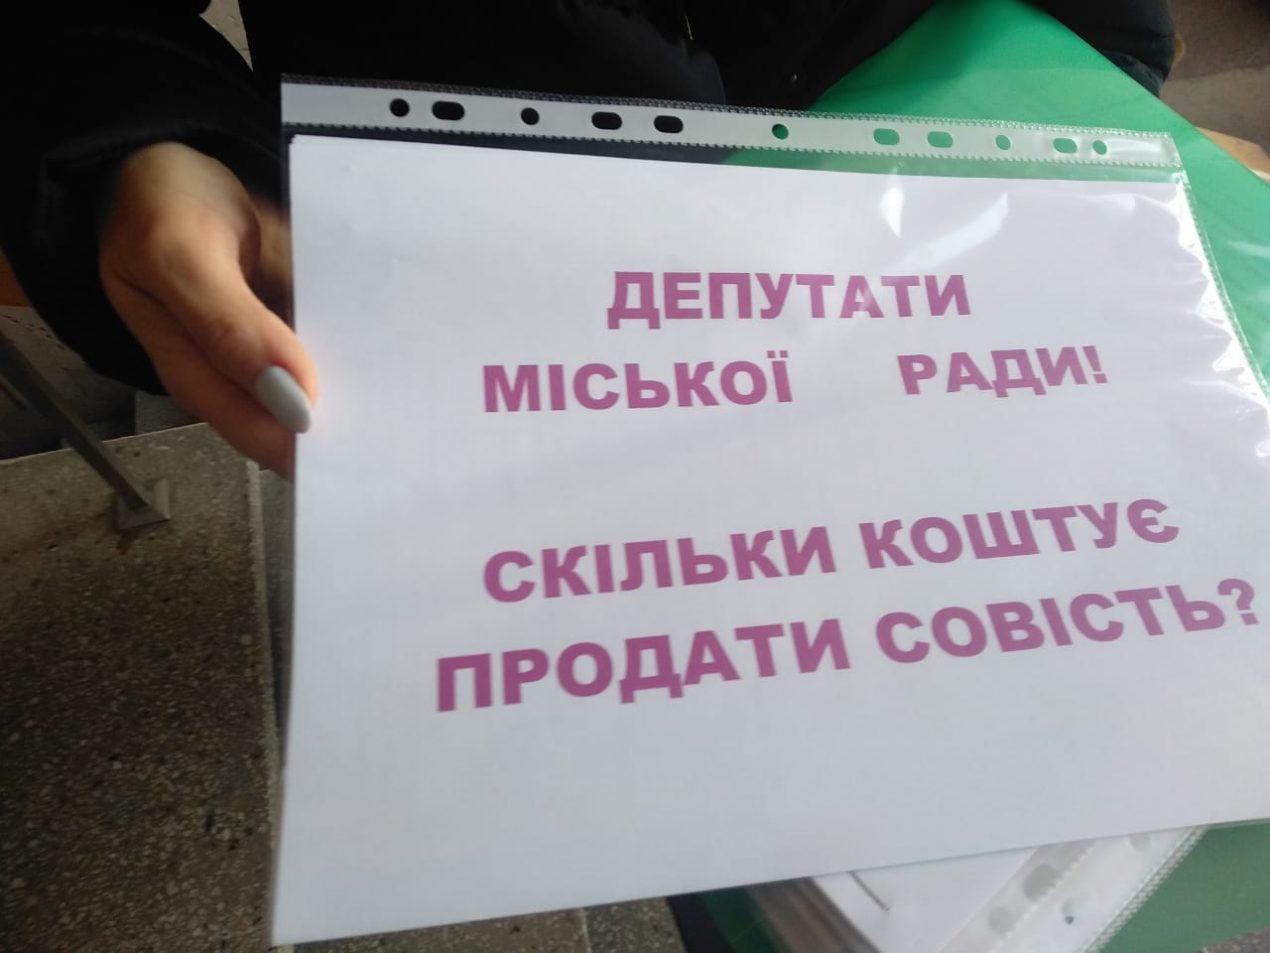 ДЕПУТАТИ
МІСЬКОЇ РАДИ!
СКІЛЬКИ КОШТУЄ
ПРОДАТИ СОВІСТЬ?